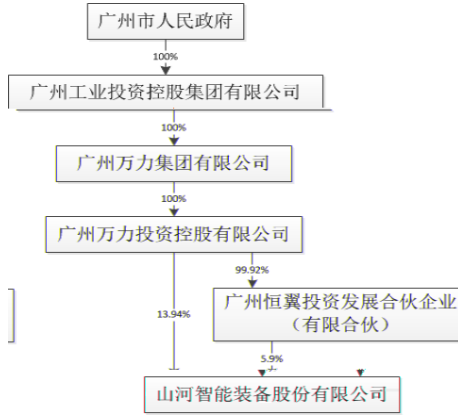 广州市人民政府
100%
广州工业投资控股集团有限公司
100%
广州万力集团有限公司
100%
广州万力投资控股有限公司
99.92%
13.94%
广州恒翼投资发展合伙企业
（有限合伙）
5.9%
山河智能装备股份有限公司